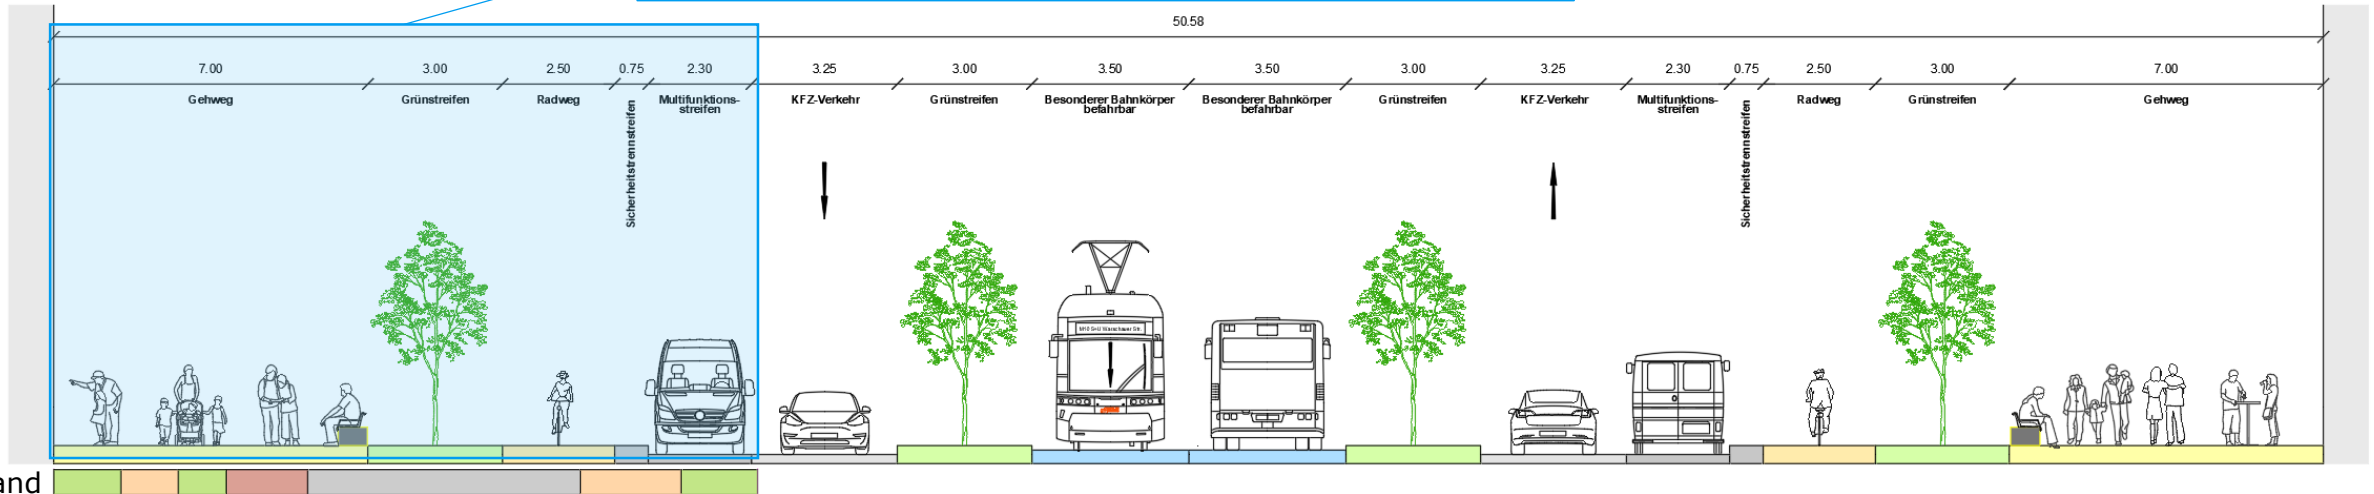 50.58
7.00 3.00 2.50 0.75 2.30 3.25 3.00 3.50 3.50 3.00 3.25 2.30 0.75 2.50 3.00 7.00
Gehweg Grünstreifen Radweg Sicherheitstrennstreifen Multifunktions- KFZ-Verkehr Grünstreifen Besonderer Bahnkörper Besonderer Bahnkörper Grünstreifen KFZ-Verkehr Multifunktions- Sicherheitstrennstreifen Radweg Grünstreifen Gehweg
streifen befahrbar befahrbar streifen
M10 S+U Warschauer Str.
and